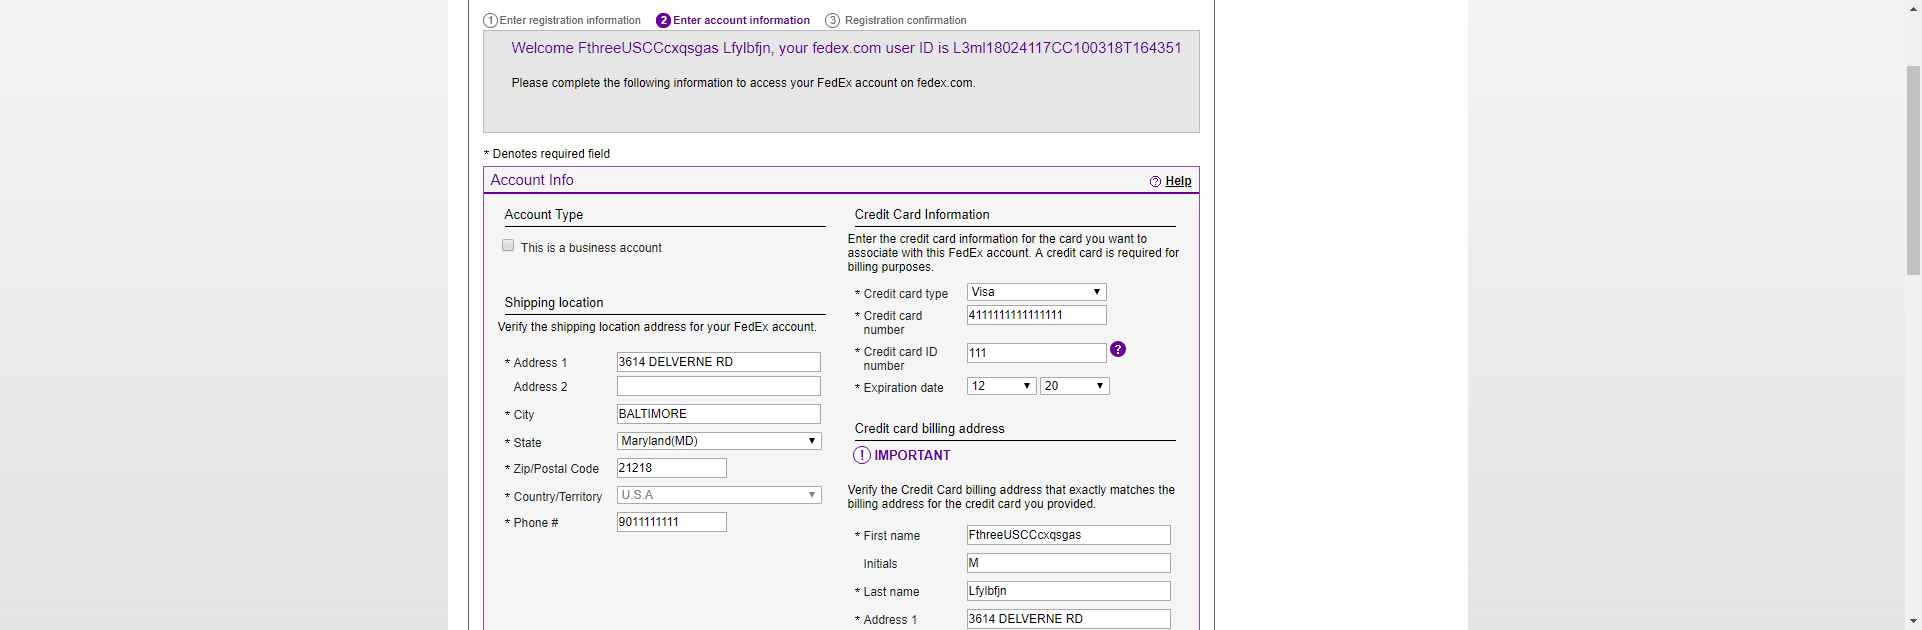 1 Enter registration information 2 Enter account information 3 Registration confirmation
Welcome FthreeUSCCcxqsgas Lfylbfjn, your fedex.com user ID is L3ml18024117CC100318T164351
Please complete the following information to access your FedEx account on fedex.com.
* Denotes required field
Account Info
? Help
Account Type
This is a business account
Shipping location
Verify the shipping location address for your FedEx account.
* Address 1 3614 DELVERNE RD
Address 2
* City BALTIMORE
* State Maryland(MD)
* Zip/Postal Code 21218
* Country/Territory U.S.A
* Phone # 9011111111
Credit Card Information
Enter the credit card information for the card you want to
associate with this FedEx account. A credit card is required for
billing purposes.
* Credit card type Visa
* Credit card
number 4111111111111111
* Credit card ID
number 111 ?
* Expiration date 12 20
Credit card billing address
! IMPORTANT
Verify the Credit Card billing address that exactly matches the
billing address for the credit card you provided.
* First name FthreeUSCCcxqsgas
Initials M
* Last name Lfylbfjn
* Address 1 3614 DELVERNE RD